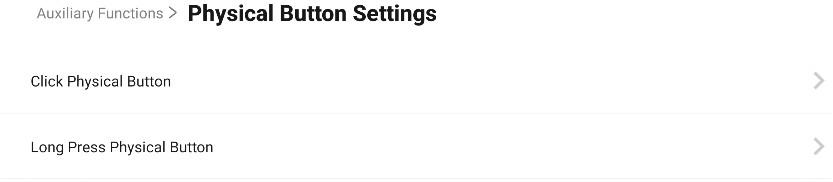 Auxiliary Functions > Physical Button Settings
Click Physical Button
Long Press Physical Button